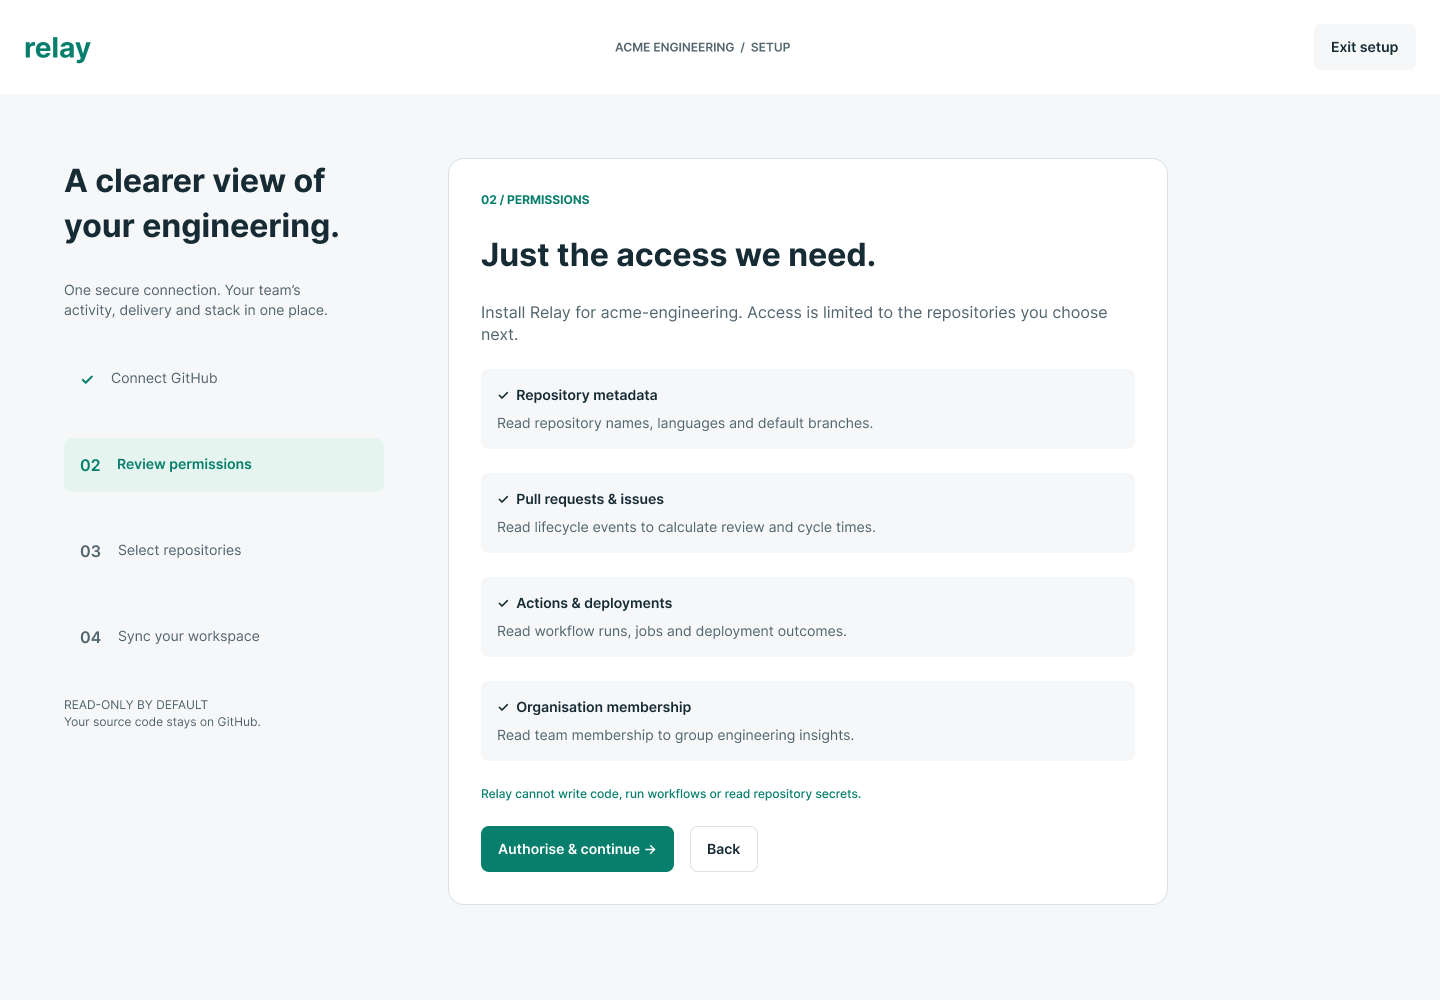 relay
ACME ENGINEERING / SETUP
Exit setup
A clearer view of
your engineering.
One secure connection. Your team’s
activity, delivery and stack in one place.
✓ Connect GitHub
02 Review permissions
03 Select repositories
04 Sync your workspace
READ-ONLY BY DEFAULT
Your source code stays on GitHub.
02 / PERMISSIONS
Just the access we need.
Install Relay for acme-engineering. Access is limited to the repositories you choose
next.
✓ Repository metadata
Read repository names, languages and default branches.
✓ Pull requests & issues
Read lifecycle events to calculate review and cycle times.
✓ Actions & deployments
Read workflow runs, jobs and deployment outcomes.
✓ Organisation membership
Read team membership to group engineering insights.
Relay cannot write code, run workflows or read repository secrets.
Authorise & continue →
Back